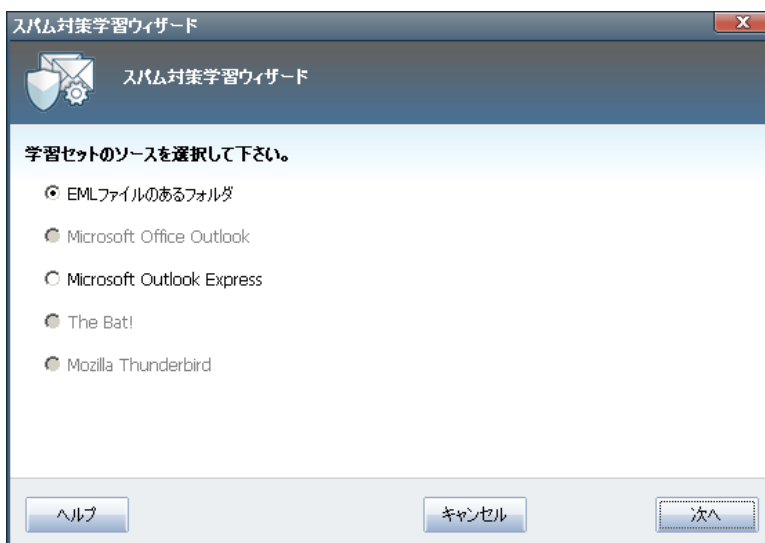 スパム対策学習ウィザード
X
スパム対策学習ウィザード
学習セットのソースを選択して下さい。
EMLファイルのあるフォルダ
Microsoft Office Outlook
Microsoft Outlook Express
The Bat!
Mozilla Thunderbird
ヘルプ キャンセル 次へ